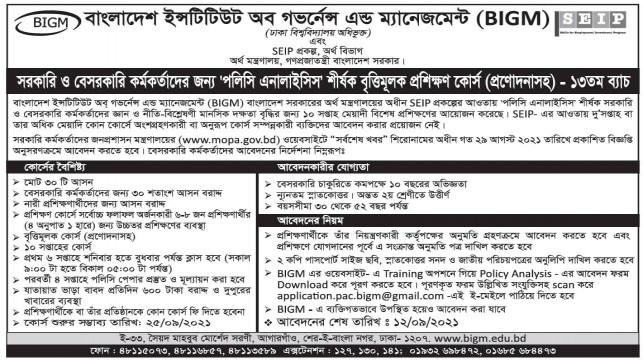 BIGM
বাংলাদেশ ইনসটিটিউট অব গভর্নেন্স এন্ড ম্যানেজমেন্ট (BIGM)
(ঢাকা বিশ্ববিদ্যালয় অধিভুক্ত)
এবং
SEIP প্রকল্প, অর্থ বিভাগ
অর্থ মন্ত্রণালয়, গণপ্রজাতন্ত্রী বাংলাদেশ সরকার।
SEIP
Skills for Employment Investment Program
সরকারি ও বেসরকারি কর্মকর্তাদের জন্য 'পলিসি এনালাইসিস' শীর্ষক বৃত্তিমূলক প্রশিক্ষণ কোর্স (প্রণোদনাসহ) - ১৩তম ব্যাচ
বাংলাদেশ ইন্সটিটিউট অব্ গভর্নেন্স এন্ড ম্যানেজমেন্ট (BIGM) বাংলাদেশ সরকারের অর্থ মন্ত্রণালয়ের অধীন SEIP প্রকল্পের আওতায় 'পলিসি এনালাইসিস' শীর্ষক সরকারি
ও বেসরকারি কর্মকর্তাদের জ্ঞান ও নীতি-বিশ্লেষণী মানসিক দক্ষতা বৃদ্ধির জন্য ১০ সপ্তাহ মেয়াদি বিশেষ প্রশিক্ষণের আয়োজন করেছে। SEIP- এর আওতায় দু'সপ্তাহ বা
তার অধিক মেয়াদি কোন কোর্সে অংশগ্রহণকারী বা অনুরূপ কোর্স সম্পন্নকারী ব্যক্তিদের আবেদন করার প্রয়োজন নেই।
সরকারি কর্মকর্তাদের জনপ্রশাসন মন্ত্রণালয়ের (www.mopa.gov.bd) ওয়েবসাইটে "সর্বশেষ খবর" শিরোনামের অধীন গত ২৯ আগস্ট ২০২১ তারিখে প্রকাশিত বিজ্ঞপ্তি
অনুসরণক্রমে আবেদন করতে হবে। বেসরকারি কর্মকর্তাদের আবেদনের নির্দেশনা নিম্নরূপঃ
কোর্সের বৈশিষ্ট্য
➢ মোট ৩০ টি আসন
➢ বেসরকারি কর্মকর্তাদের জন্য ৩০ শতাংশ আসন বরাদ্দ
➢ নারী প্রশিক্ষণার্থীদের জন্য আসন বরাদ্দ
➢ প্রশিক্ষণ কোর্সে সর্বোচ্চ ফলাফল অর্জনকারী ৬-৮ জন প্রশিক্ষণার্থীর
(৪ অনুপাত ১ হারে) জন্য উচ্চতর প্রশিক্ষণের ব্যবস্থা
➢ বৃত্তিমূলক কোর্স (প্রণোদনাসহ)
➢ ১০ সপ্তাহের কোর্স
➢ প্রথম ৬ সপ্তাহে শনিবার হতে বুধবার পর্যন্ত ক্লাস হবে (সকাল
৯:০০ টা হতে বিকাল ০৫:০০ টা পর্যন্ত)
➢ পরবর্তী ৪ সপ্তাহে পলিসি পেপার প্রস্তুত ও মূল্যায়ন করা হবে
➢ যাতায়াত ভাড়া বাবদ প্রতিদিন ৬০০ টাকা বরাদ্দ ও দুপুরের
খাবারের ব্যবস্থা
➢ প্রশিক্ষণার্থীকে বা তাঁর প্রতিষ্ঠানকে কোন কোর্স ফি দিতে হবেনা
➢ কোর্স শুরুর সম্ভাব্য তারিখ: ২৫/০৯/২০২১
আবেদনকারীর যোগ্যতা
➢ বেসরকারি চাকুরিতে কমপক্ষে ১০ বছরের অভিজ্ঞতা
➢ ন্যূনতম স্নাতকোত্তর। অন্তত ২য় শ্রেণীতে উত্তীর্ণ
➢ বয়সসীমা ৩০ থেকে ৫২ বছর পর্যন্ত
আবেদনের নিয়ম
➢ প্রশিক্ষণার্থীকে তাঁর নিয়ন্ত্রণকারী কর্তৃপক্ষের অনুমতি গ্রহণক্রমে আবেদন করতে হবে এবং
প্রশিক্ষণে যোগদানের পূর্বে এ সংক্রান্ত অনুমতি পত্র দাখিল করতে হবে
➢ ২ কপি পাসপোর্ট সাইজ ছবি, স্নাতকোত্তর সনদ ও জাতীয় পরিচয়পত্রের অনুলিপি দাখিল করতে হবে
➢ BIGM এর ওয়েবসাইট- এ Training অপশনে গিয়ে Policy Analysis - এর আবেদন ফরম
Download করে পূরণ করতে হবে। পূরণকৃত ফরম উল্লিখিত সংযুক্তিসহ scan করে
application.pac.bigm@gmail.com -এই ই-মেইলে পাঠিয়ে দিতে হবে
➢ BIGM - এ ব্যক্তিগতভাবে উপস্থিত হয়েও আবেদন করা যাবে
❖ আবেদনের শেষ তারিখ : ১২/০৯/২০২১
ই-৩৩, সৈয়দ মাহবুব মোর্শেদ সরণী, আগারগাঁও, শের-ই-বাংলা নগর, ঢাকা- ১২০৭. www.bigm.edu.bd
ফোন : ৪৮১১৫০৭৩, ৪৮১১৬৮৫৭, ৪৮১১৩৫৮৯ এক্সটেনশন : ১২৭, ১৩০, ১৪১; ০১৯৩২ ৬৯৮৪৭২, ০১৬৮৫ ৬৮৪৪৭৩